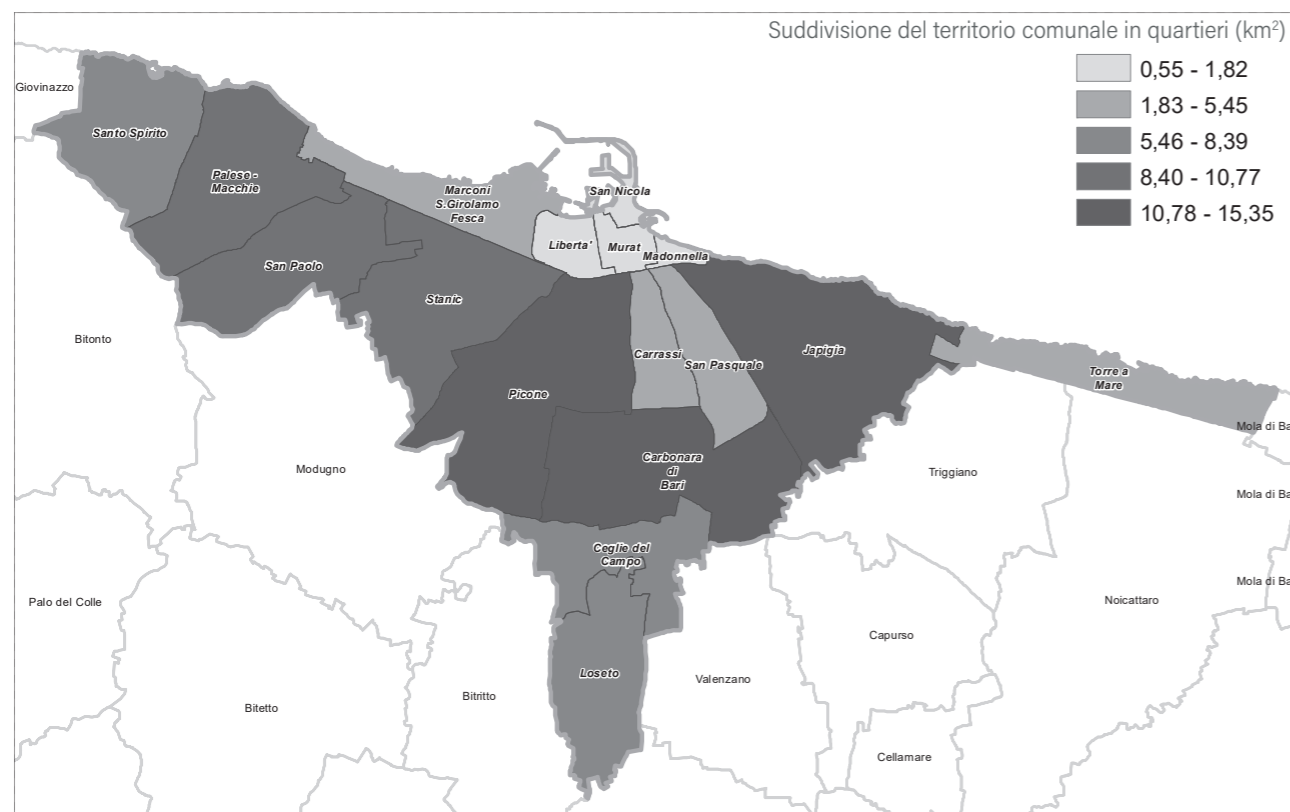 Suddivisione del territorio comunale in quartieri (km²)
0,55 - 1,82
1,83 - 5,45
5,46 - 8,39
8,40 - 10,77
10,78 - 15,35
Giovinazzo
Santo Spirito
Palese -
Macchie
Marconi
S.Girolamo
Fesca
San Nicola
Liberta'
Murat
Madonnella
San Paolo
Stanic
Bitonto
Carrassi
San Pasquale
Japigia
Torre a
Mare
Picone
Mola di Ba
Carbonara
di
Bari
Modugno
Triggiano
Mola di Ba
Ceglie del
Campo
Mola di Ba
Palo del Colle
Noicattaro
Capurso
Loseto
Valenzano
Bitritto
Bitetto
Cellamare